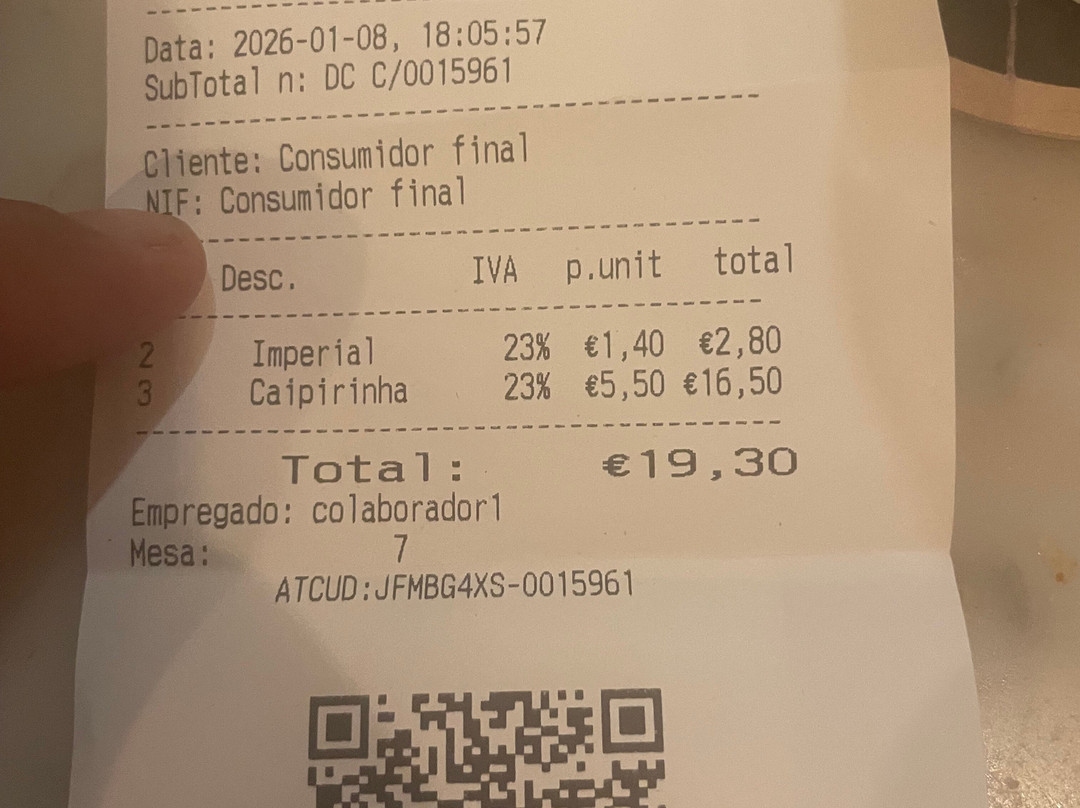 Data: 2026-01-08, 18:05:57
SubTotal n: DC C/0015961
Cliente: Consumidor final
NIF: Consumidor final
Desc. IVA p.unit total
2 Imperial 23% €1,40 €2,80
3 Caipirinha 23% €5,50 €16,50
Total: €19,30
Empregado: colaborador1
Mesa: 7
ATCUD:JFMBG4XS-0015961